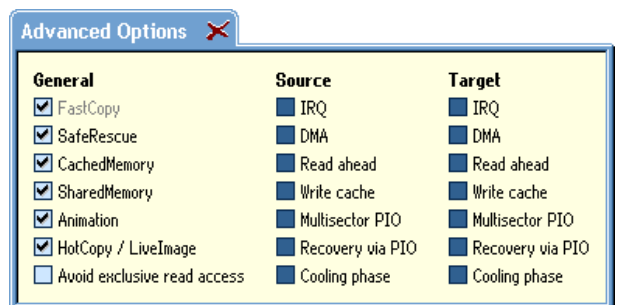 Advanced Options
General Source Target
FastCopy IRQ IRQ
SafeRescue DMA DMA
CachedMemory Read ahead Read ahead
SharedMemory Write cache Write cache
Animation Multisector PIO Multisector PIO
HotCopy / LiveImage Recovery via PIO Recovery via PIO
Avoid exclusive read access Cooling phase Cooling phase